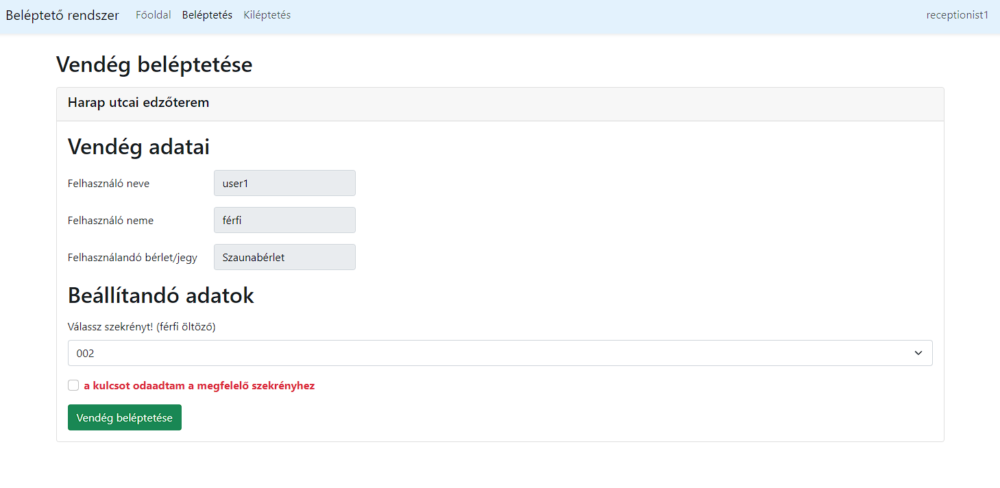 Beléptető rendszer Főoldal Beléptetés Kiléptetés receptionist1
Vendég beléptetése
Harap utcai edzőterem
Vendég adatai
Felhasználó neve user1
Felhasználó neme férfi
Felhasználandó bérlet/jegy Szaunabérlet
Beállítandó adatok
Válassz szekrényt! (férfi öltöző)
002
a kulcsot odaadtam a megfelelő szekrényhez
Vendég beléptetése